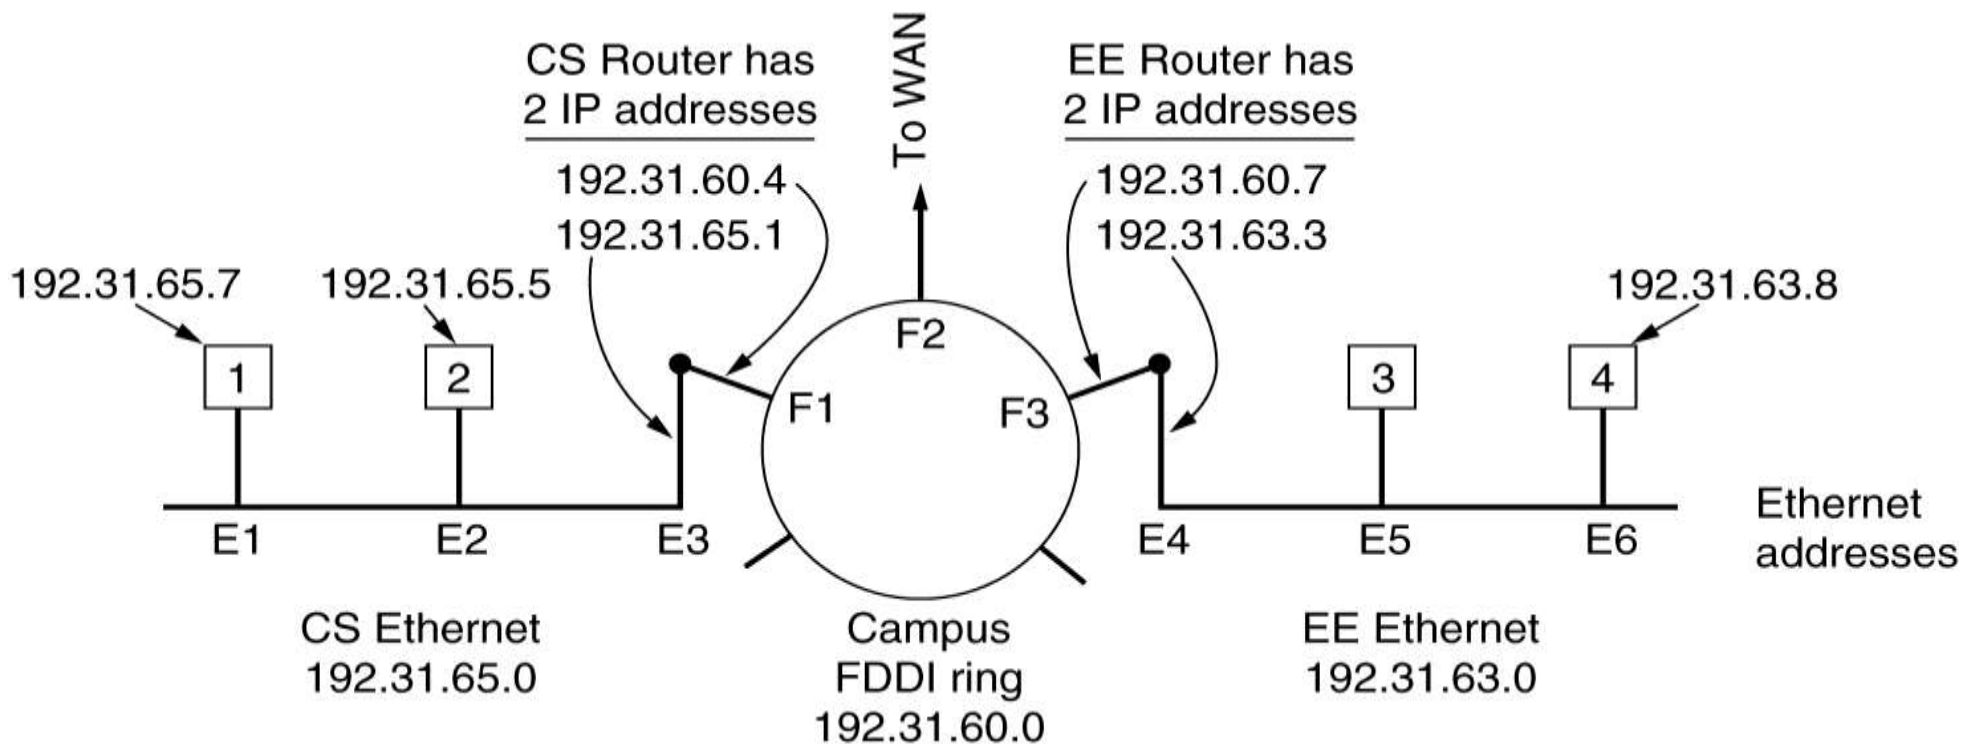 CS Router has
2 IP addresses
192.31.60.4
192.31.65.1
To WAN
EE Router has
2 IP addresses
192.31.60.7
192.31.63.3
192.31.65.7
192.31.65.5
192.31.63.8
1
2
F1
F2
F3
3
4
E1
E2
E3
E4
E5
E6
Ethernet
addresses
CS Ethernet
192.31.65.0
Campus
FDDI ring
192.31.60.0
EE Ethernet
192.31.63.0